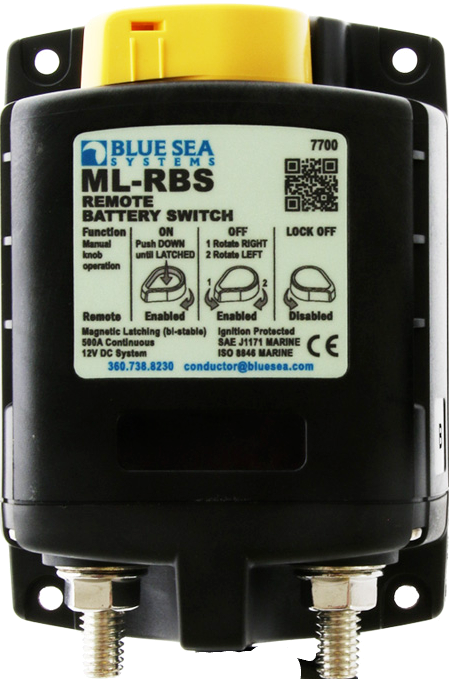 BLUE SEA 7700
SYSTEMS
ML-RBS
REMOTE
BATTERY SWITCH
Function ON OFF LOCK OFF
Manual knob operation
Push DOWN until LATCHED
1 Rotate RIGHT
2 Rotate LEFT
1 2
Remote Enabled Enabled Disabled
Magnetic Latching (bi-stable) Ignition Protected
500A Continuous SAE J1171 MARINE
12V DC System ISO 8846 MARINE CE
360.738.8230 conductor@bluesea.com